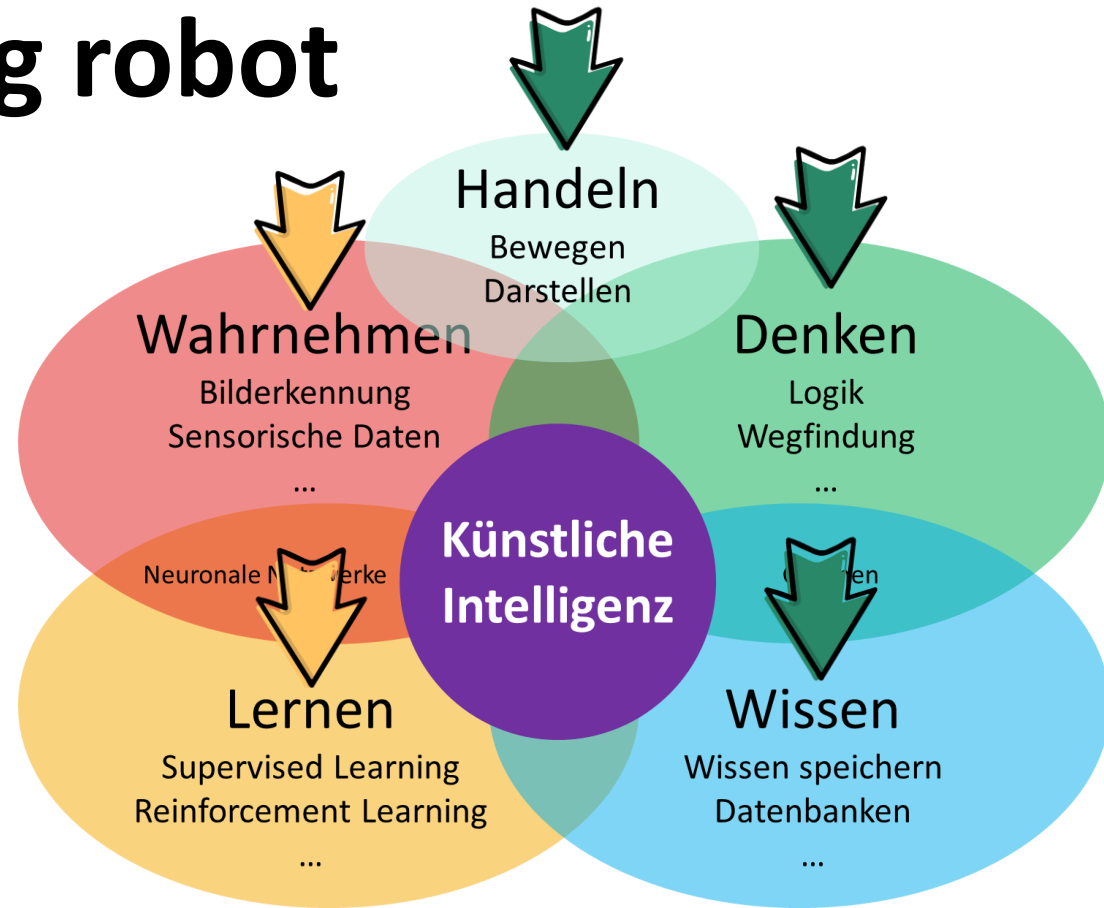 robot
Handeln
Bewegen
Darstellen
Wahrnehmen
Bilderkennung
Sensorische Daten
...
Denken
Logik
Wegfindung
...
Neuronale
Künstliche
Intelligenz
Lernen
Supervised Learning
Reinforcement Learning
...
Wissen
Wissen speichern
Datenbanken
...